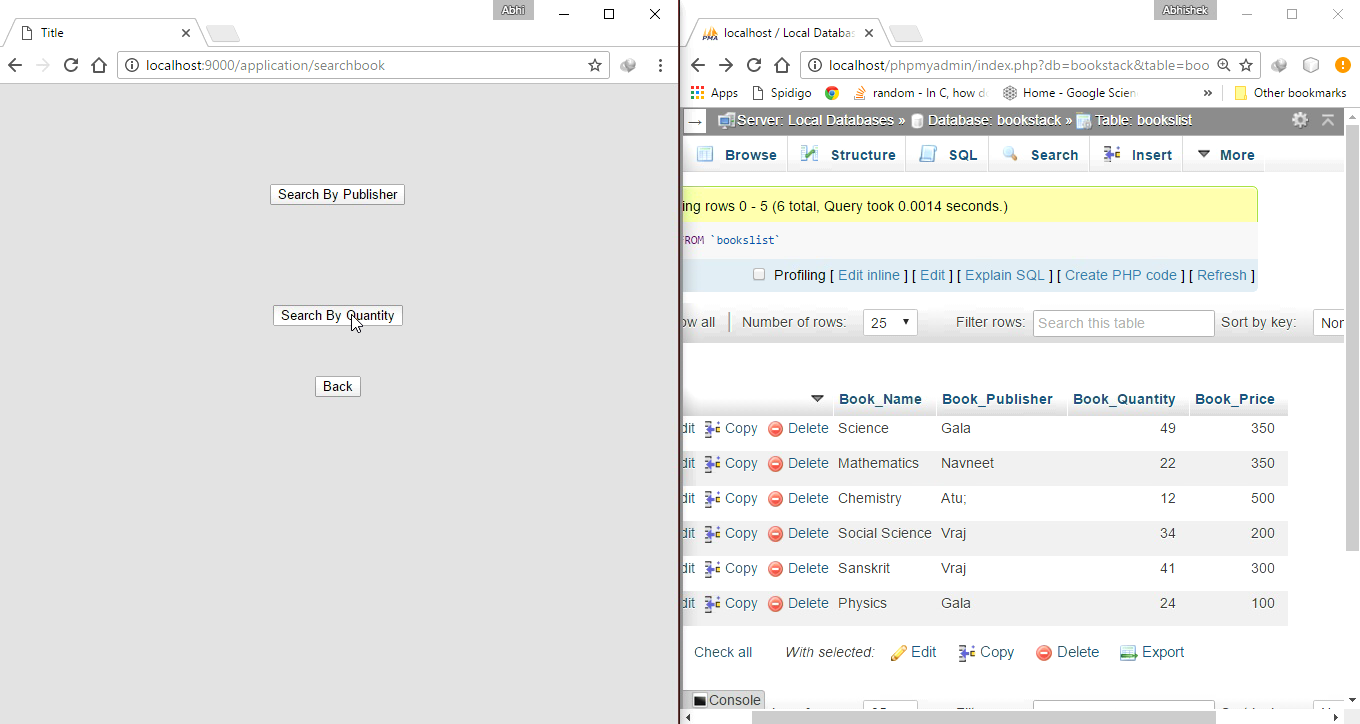 Abhi
Title
localhost:9000/application/searchbook
Search By Publisher
Search By Quantity
Back
Abhishek
localhost / Local Databas
localhost/phpmyadmin/index.php?db=bookstack&table=boo
Apps Spidigo random - In C, how d Home - Google Scien » Other bookmarks
Server: Local Databases » Database: bookstack » Table: bookslist
Browse Structure SQL Search Insert More
ing rows 0 - 5 (6 total, Query took 0.0014 seconds.)
ROM `bookslist`
Profiling [ Edit inline ] [ Edit ] [ Explain SQL ] [ Create PHP code ] [ Refresh ]
ow all Number of rows: 25 Filter rows: Search this table Sort by key: Nor
Book_Name Book_Publisher Book_Quantity Book_Price
dit Copy Delete Science Gala 49 350
dit Copy Delete Mathematics Navneet 22 350
dit Copy Delete Chemistry Atu; 12 500
dit Copy Delete Social Science Vraj 34 200
dit Copy Delete Sanskrit Vraj 41 300
dit Copy Delete Physics Gala 24 100
Check all With selected: Edit Copy Delete Export
Console